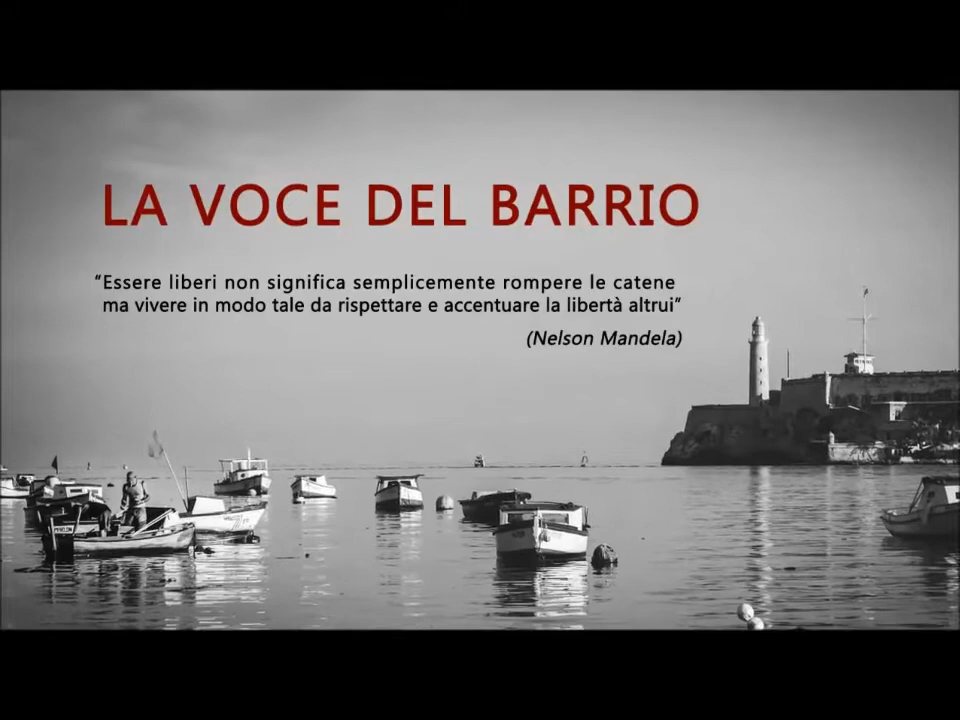 LA VOCE DEL BARRIO
"Essere liberi non significa semplicemente rompere le catene
ma vivere in modo tale da rispettare e accentuare la libertà altrui"
(Nelson Mandela)